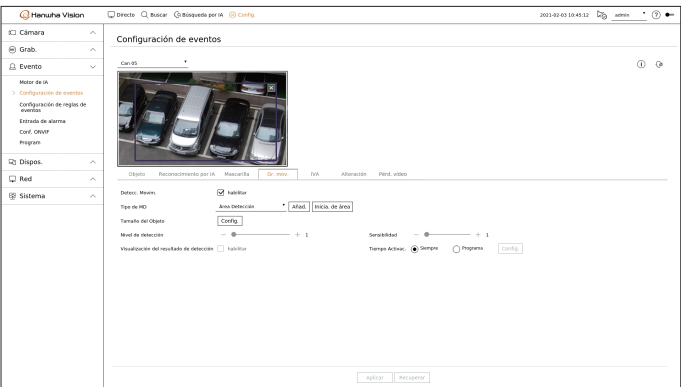 Hanwha Vision
Directo Buscar Búsqueda por IA Config. 2021-02-03 10:45:12 admin
Cámara
Grab.
Evento
Motor de IA
Configuración de eventos
Configuración de reglas de eventos
Entrada de alarma
Conf. ONVIF
Program
Dispos.
Red
Sistema
Configuración de eventos
Can 05
Objeto Reconocimiento por IA Mascarilla Dr. mov. IVA Alteración Pérd. vídeo
Detecc. Movim. habilitar
Tipo de MD Área Detección Añad. Inicia. de área
Tamaño del Objeto Config.
Nivel de detección 1 Sensibilidad 1
Visualización del resultado de detección habilitar Tiempo Activac. Siempre Programa Config.
Aplicar Recuperar